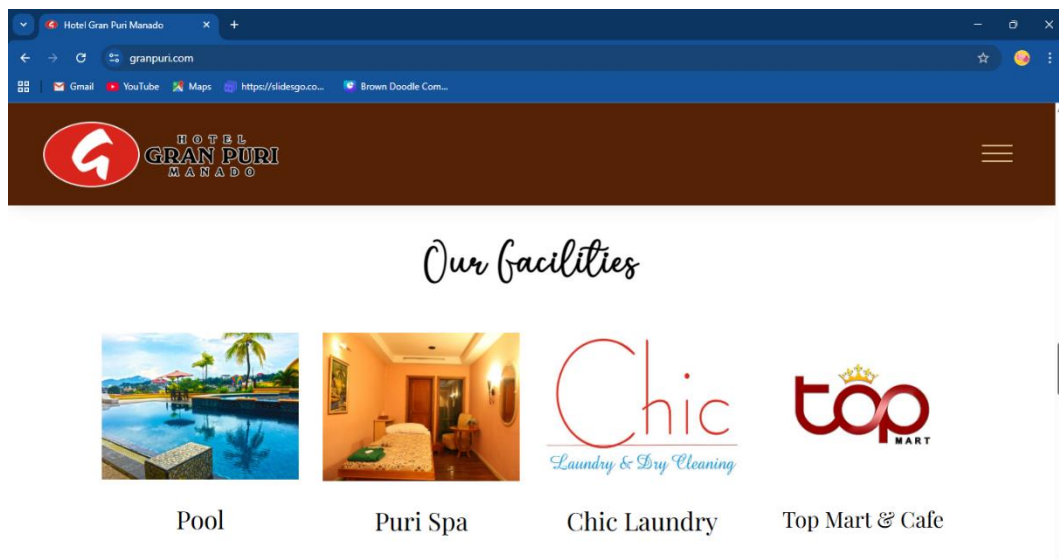 Hotel Gran Puri Manado
granpuri.com
Gmail YouTube Maps https://slidesgo.co... Brown Doodle Com...
HOTEL
GRAN PURI
MANADO
Our facilities
Chic
Laundry & Dry Cleaning
top
MART
Pool Puri Spa Chic Laundry Top Mart & Cafe